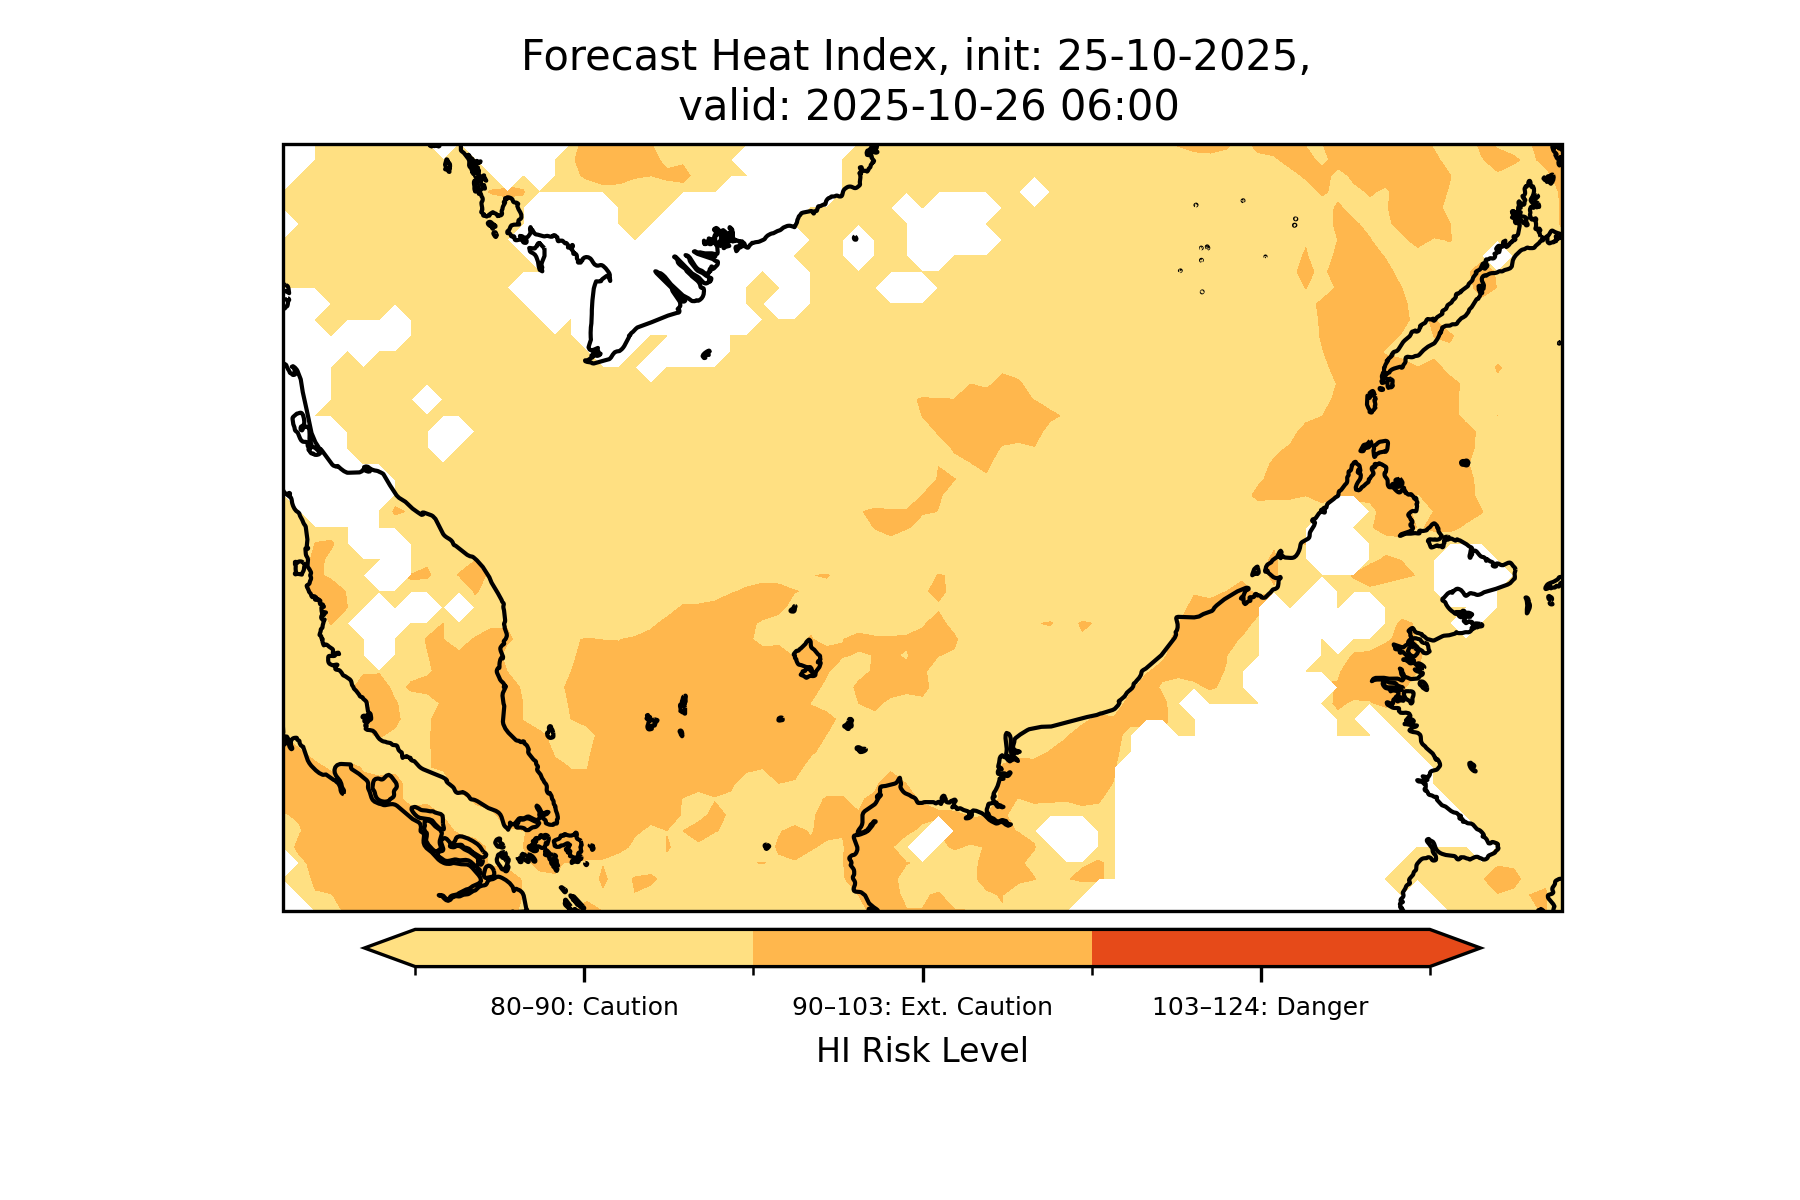 Forecast Heat Index, init: 25-10-2025,
valid: 2025-10-26 06:00
80–90: Caution
90–103: Ext. Caution
103–124: Danger
HI Risk Level